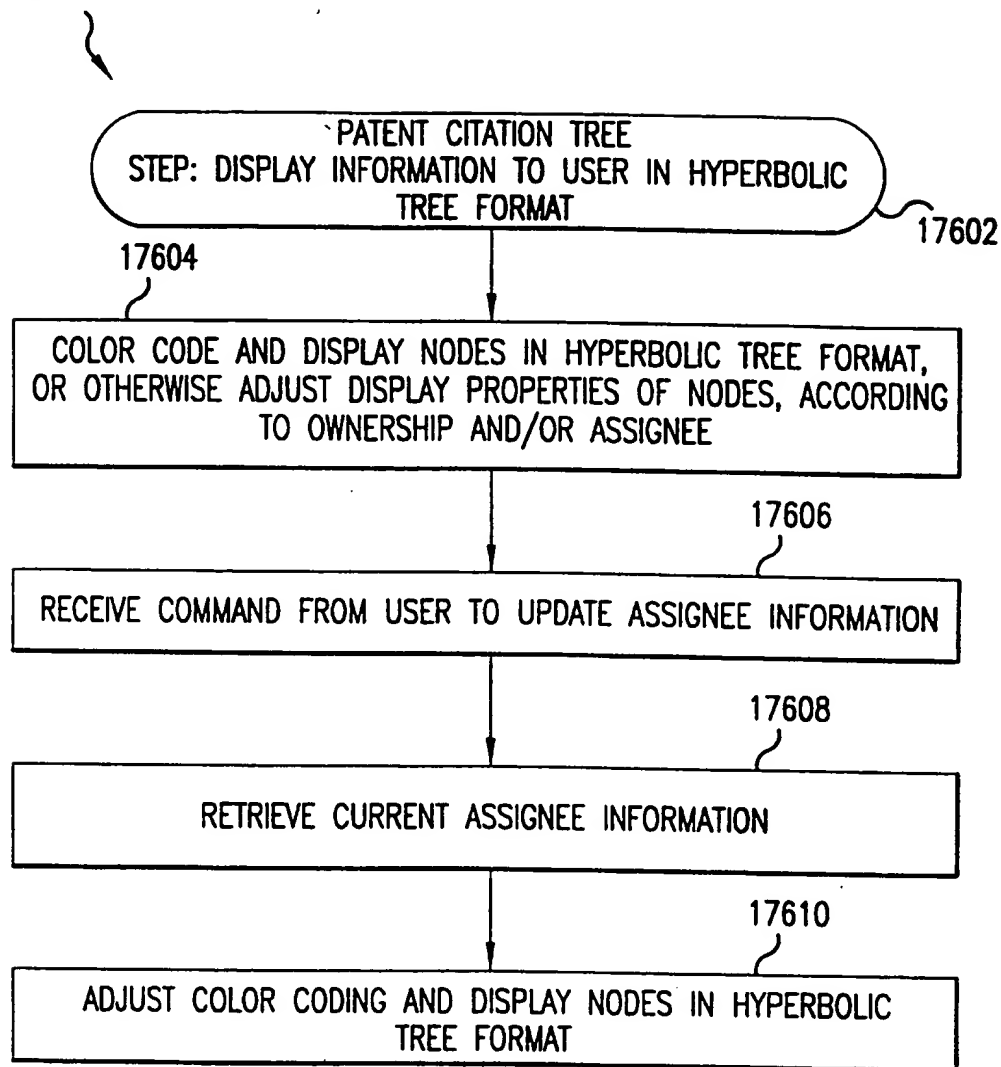 PATENT CITATION TREE
STEP: DISPLAY INFORMATION TO USER IN HYPERBOLIC
TREE FORMAT
17602
17604
COLOR CODE AND DISPLAY NODES IN HYPERBOLIC TREE FORMAT,
OR OTHERWISE ADJUST DISPLAY PROPERTIES OF NODES, ACCORDING
TO OWNERSHIP AND/OR ASSIGNEE
17606
RECEIVE COMMAND FROM USER TO UPDATE ASSIGNEE INFORMATION
17608
RETRIEVE CURRENT ASSIGNEE INFORMATION
17610
ADJUST COLOR CODING AND DISPLAY NODES IN HYPERBOLIC
TREE FORMAT